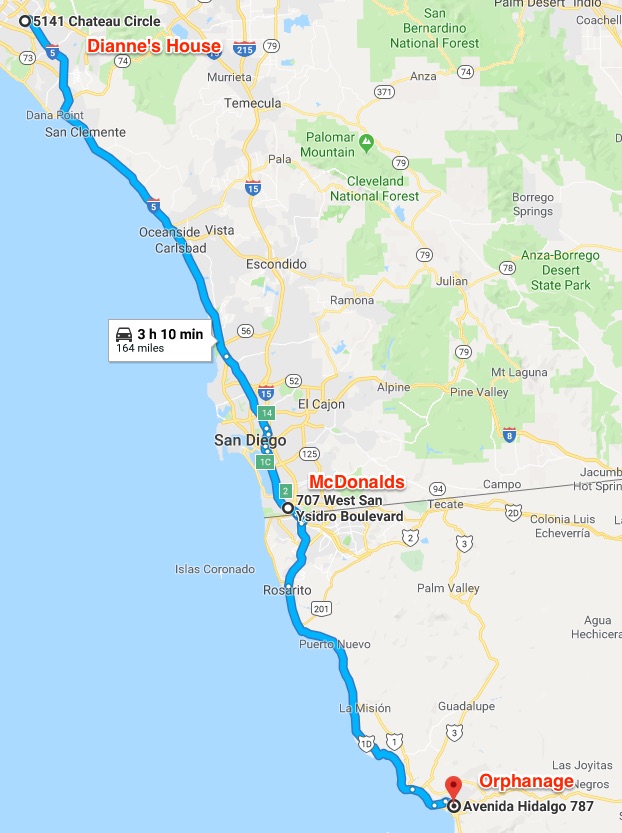 San
Bernardino
National Forest
Palm Desert
Indio
5141 Chateau Circle
Coachell
Dianne's House
5
215
79
74
73
Murrieta
Anza
74
371
Temecula
Dana Point
San Clemente
Palomar
Mountain
Pala
79
15
Cleveland
National Forest
Borrego
Springs
5
Oceanside
Vista
Carlsbad
Escondido
79
78
Anza-Borrego
Desert
State Park
Julian
Ramona
3 h 10 min
164 miles
56
79
Mt Laguna
52
15
Alpine
Pine Valley
El Cajon
14
San Diego
8
1C
125
McDonalds
2
94
Campo
Jacumb
Hot Sprin
707 West San
Ysidro Boulevard
Tecate
2D
Colonia Luis
Echeverría
2
3
Islas Coronado
Rosarito
Palm Valley
201
Agua
Hechicera
Puerto Nuevo
La Misión
Guadalupe
1D
1
3
Las Joyitas
Orphanage
Negros
Avenida Hidalgo 787